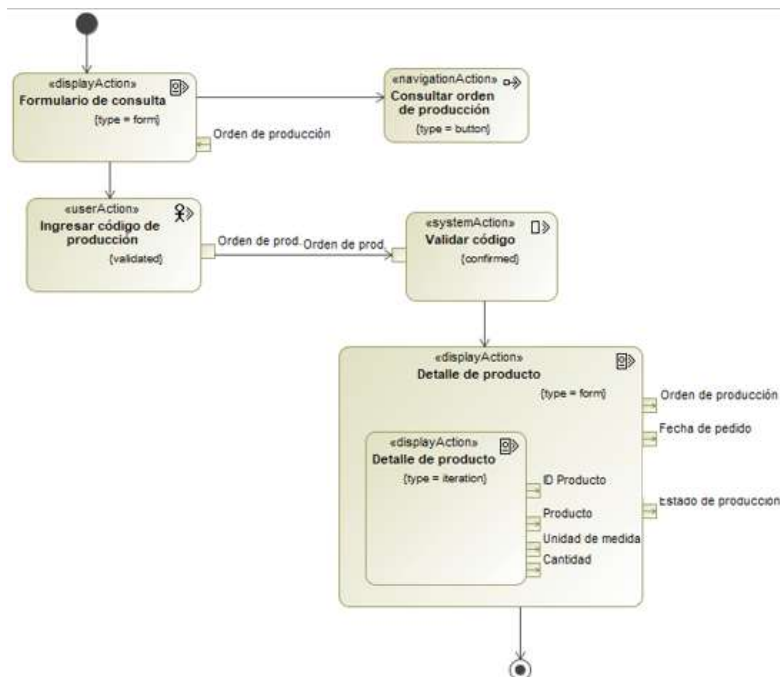 «displayAction»
Formulario de consulta
{type = form}
Orden de producción
«navigationAction»
Consultar orden
de producción
{type = button}
«userAction»
Ingresar código de
producción
{validated}
Orden de prod.
Orden de prod.
«systemAction»
Validar código
{confirmed}
«displayAction»
Detalle de producto
{type = form}
Orden de producción
Fecha de pedido
Estado de producción
«displayAction»
Detalle de producto
{type = iteration}
ID Producto
Producto
Unidad de medida
Cantidad